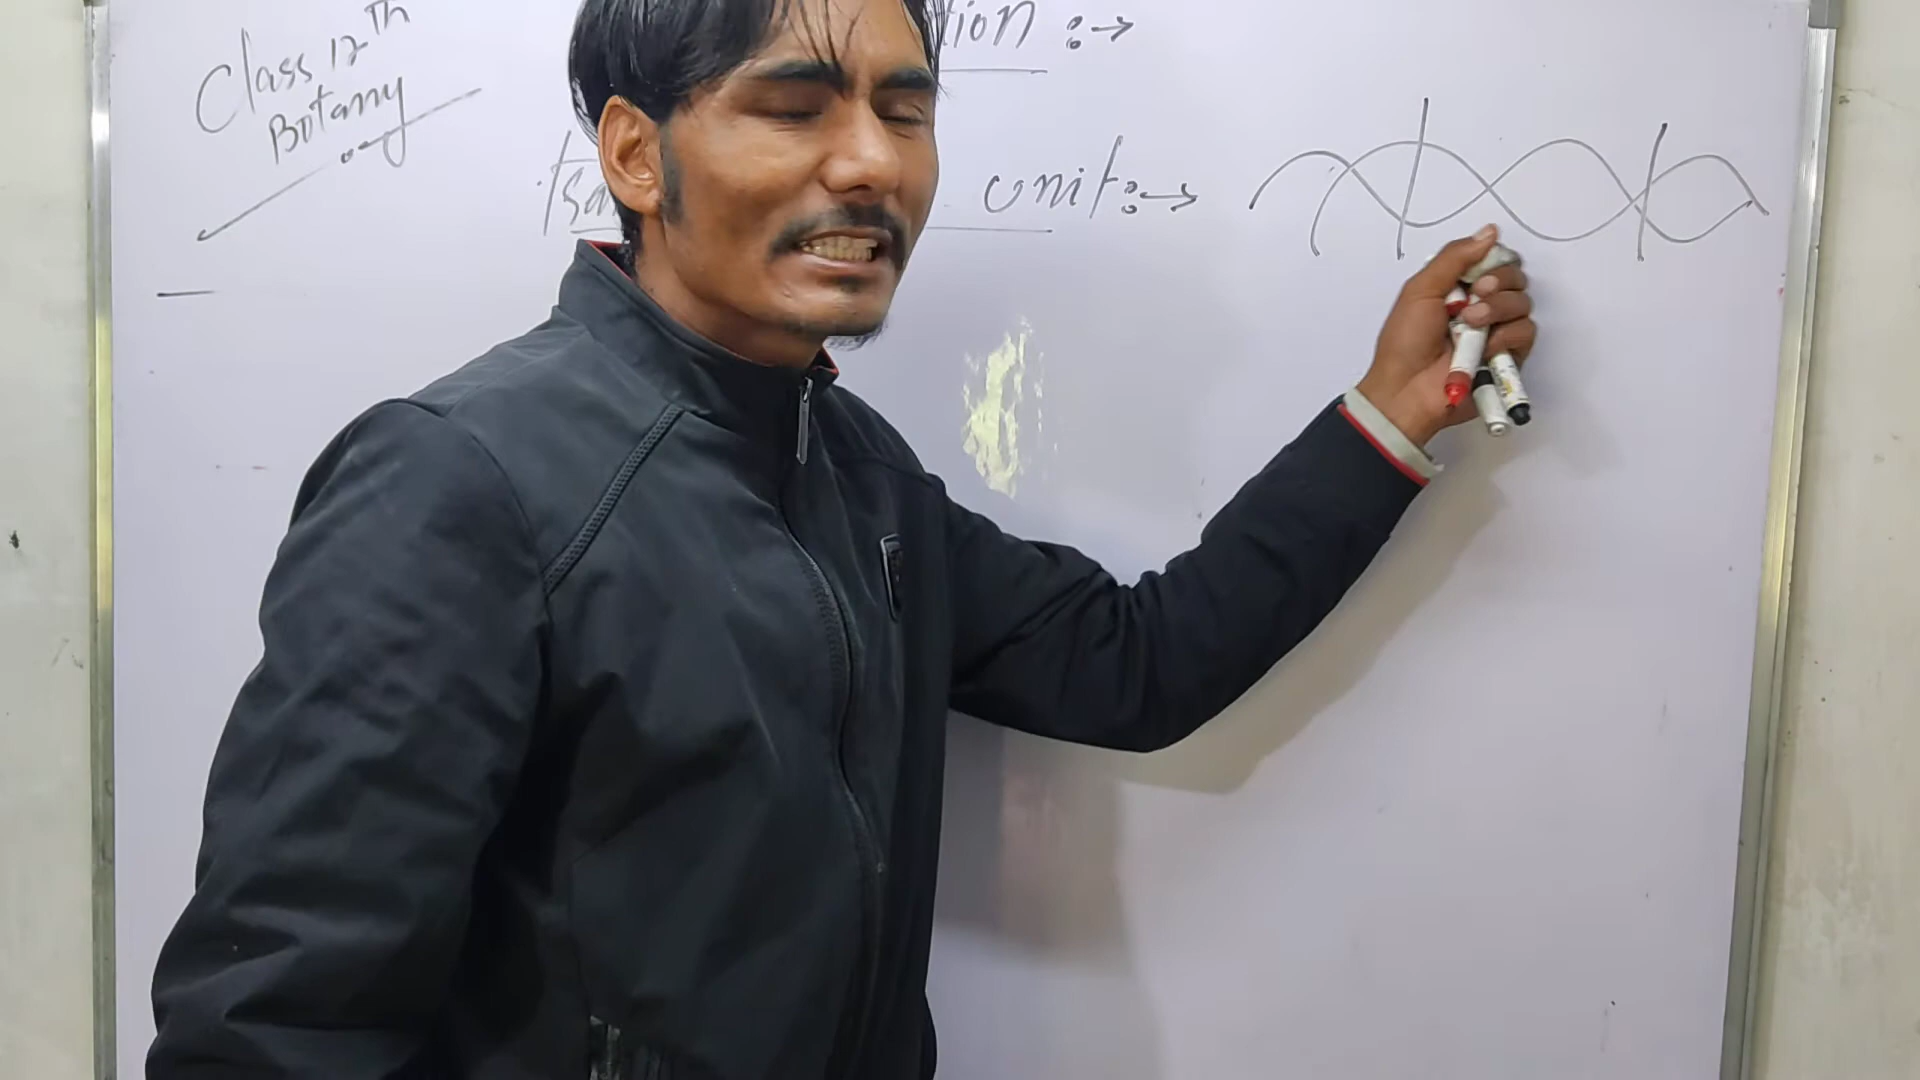 Class 12th
Botany
tion :→
unit :→